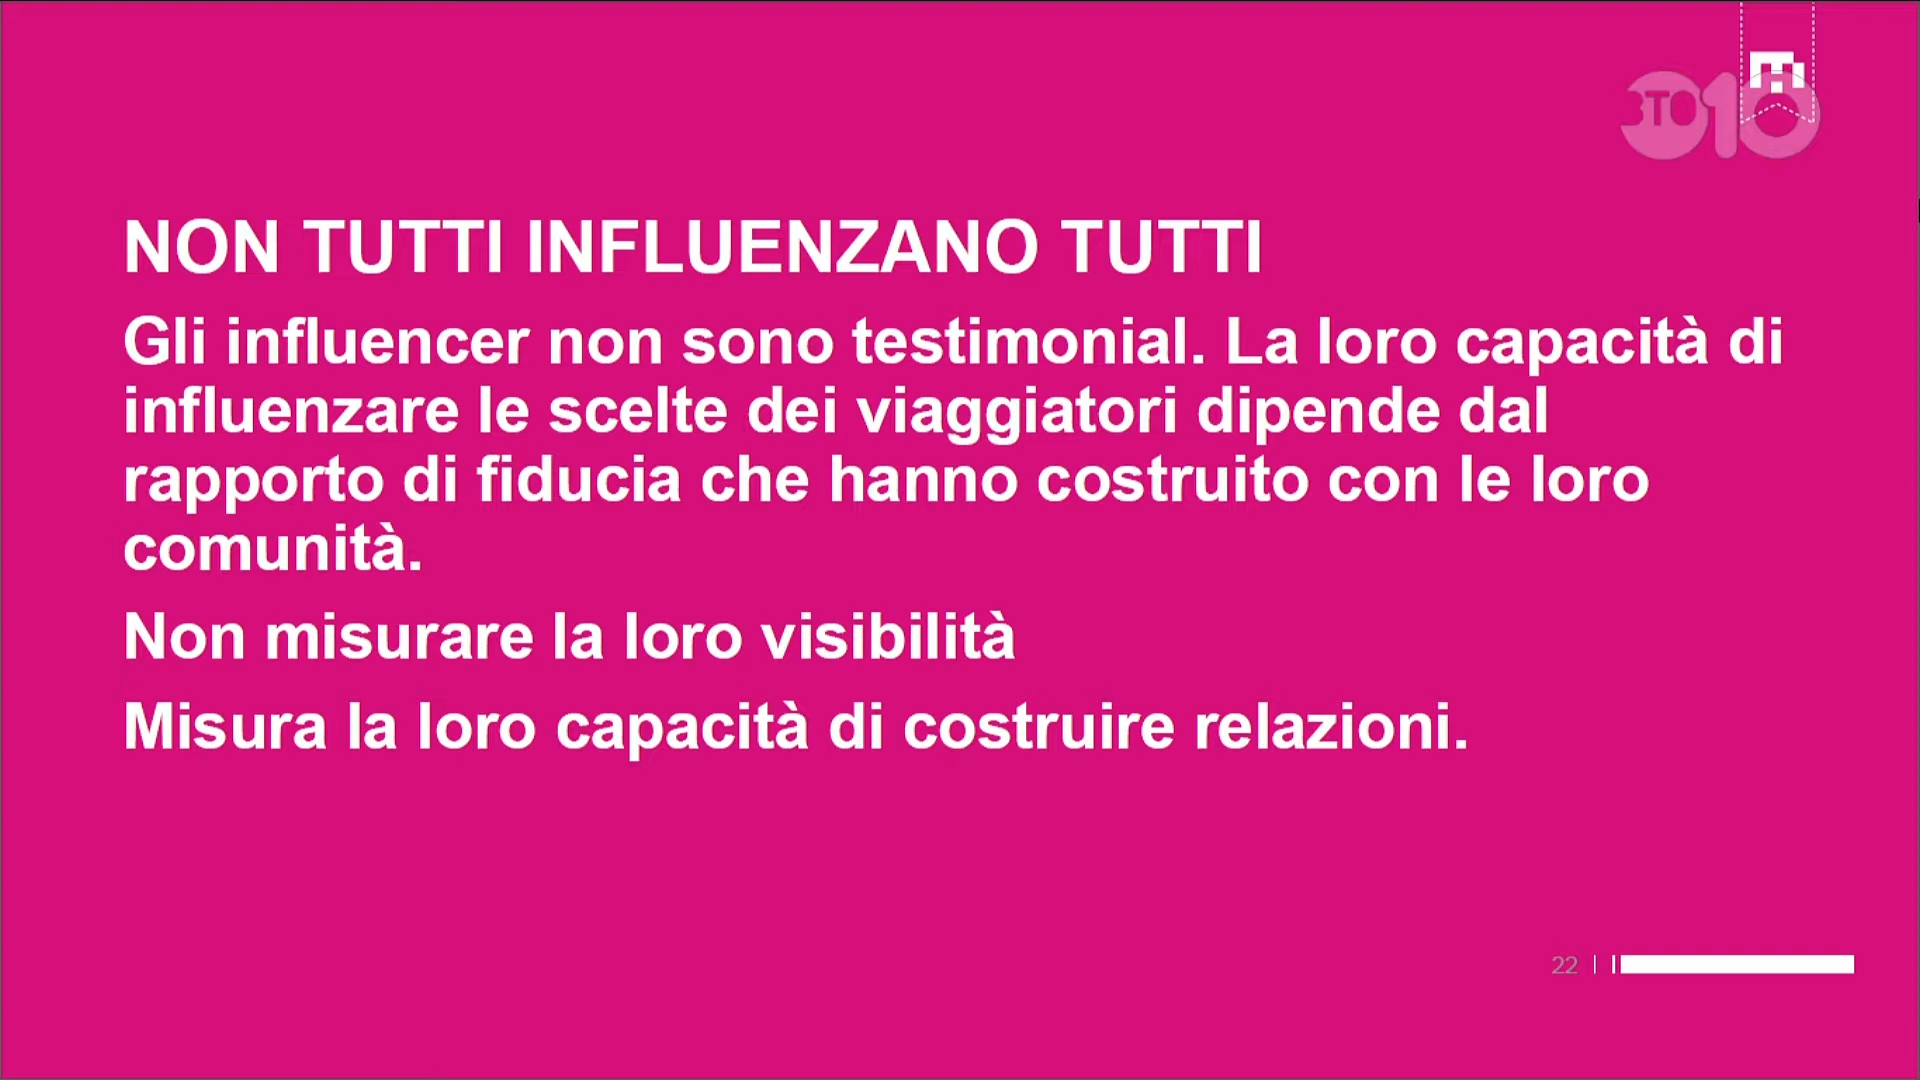 BTO10
NON TUTTI INFLUENZANO TUTTI
Gli influencer non sono testimonial. La loro capacità di
influenzare le scelte dei viaggiatori dipende dal
rapporto di fiducia che hanno costruito con le loro
comunità.
Non misurare la loro visibilità
Misura la loro capacità di costruire relazioni.
22